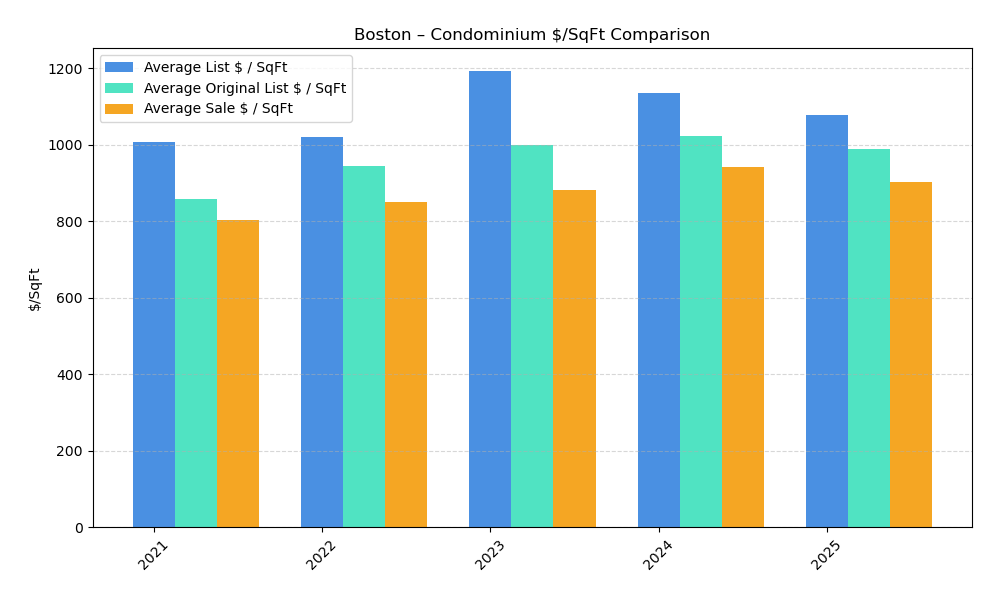 Boston – Condominium $/SqFt Comparison
Average List $ / SqFt
Average Original List $ / SqFt
Average Sale $ / SqFt
$/SqFt
1200
1000
800
600
400
200
0
2021
2022
2023
2024
2025